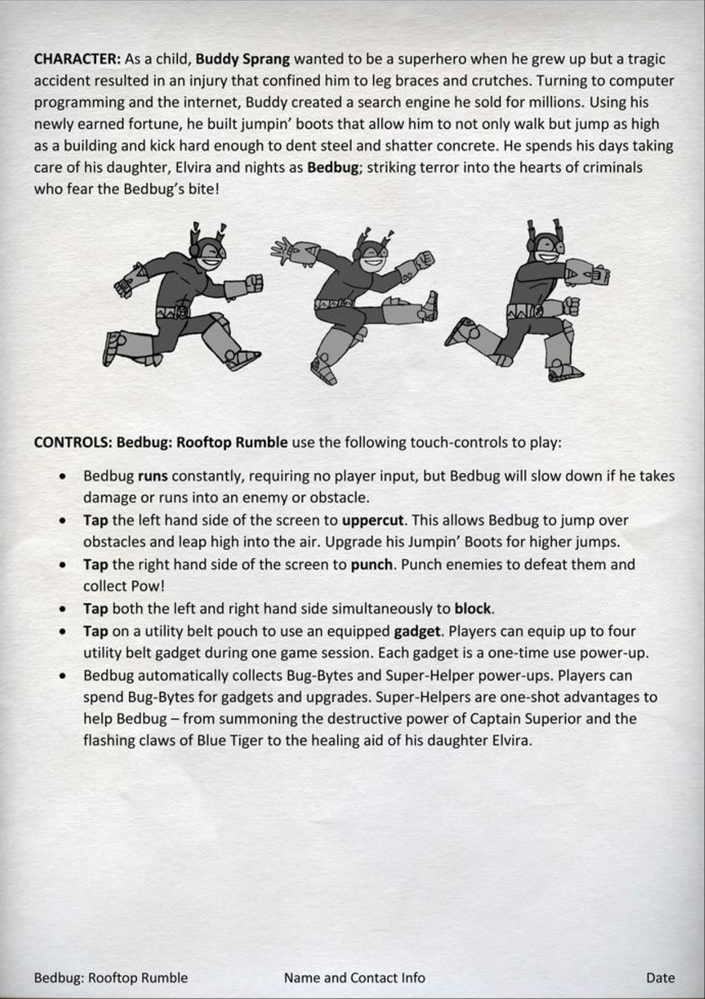 CHARACTER: As a child, Buddy Sprang wanted to be a superhero when he grew up but a tragic
accident resulted in an injury that confined him to leg braces and crutches. Turning to computer
programming and the internet, Buddy created a search engine he sold for millions. Using his
newly earned fortune, he built jumpin’ boots that allow him to not only walk but jump as high
as a building and kick hard enough to dent steel and shatter concrete. He spends his days taking
care of his daughter, Elvira and nights as Bedbug; striking terror into the hearts of criminals
who fear the Bedbug’s bite!
CONTROLS: Bedbug: Rooftop Rumble use the following touch-controls to play:
• Bedbug runs constantly, requiring no player input, but Bedbug will slow down if he takes
damage or runs into an enemy or obstacle.
• Tap the left hand side of the screen to uppercut. This allows Bedbug to jump over
obstacles and leap high into the air. Upgrade his Jumpin’ Boots for higher jumps.
• Tap the right hand side of the screen to punch. Punch enemies to defeat them and
collect Pow!
• Tap both the left and right hand side simultaneously to block.
• Tap on a utility belt pouch to use an equipped gadget. Players can equip up to four
utility belt gadget during one game session. Each gadget is a one-time use power-up.
• Bedbug automatically collects Bug-Bytes and Super-Helper power-ups. Players can
spend Bug-Bytes for gadgets and upgrades. Super-Helpers are one-shot advantages to
help Bedbug – from summoning the destructive power of Captain Superior and the
flashing claws of Blue Tiger to the healing aid of his daughter Elvira.
Bedbug: Rooftop Rumble Name and Contact Info Date